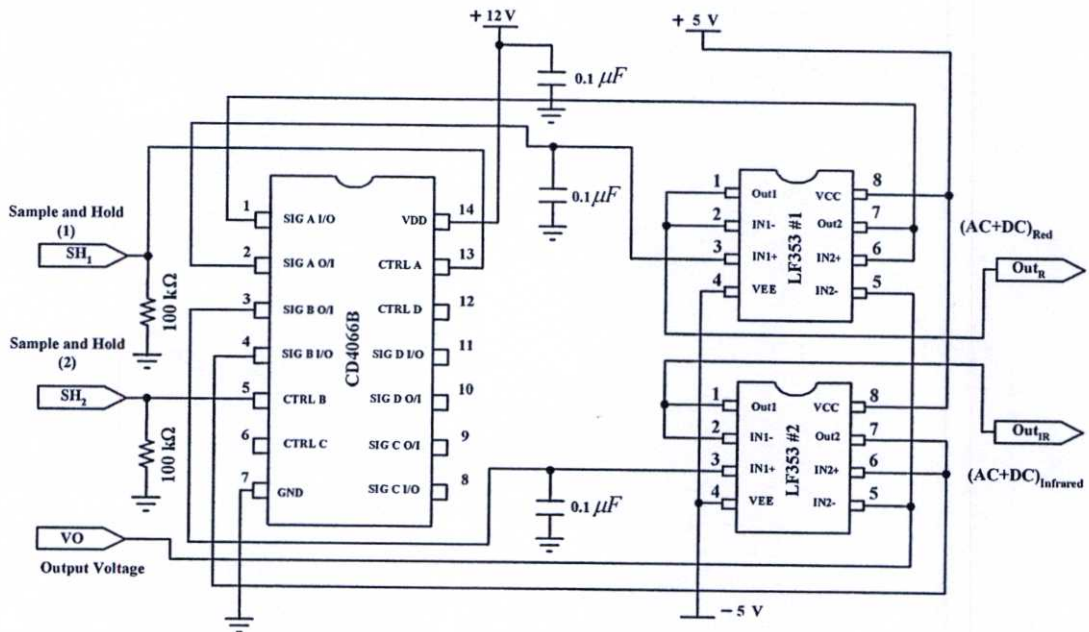 + 12 V
+ 5 V
0.1 μF
0.1 μF
Sample and Hold
(1)
SH1
100 kΩ
Sample and Hold
(2)
SH2
100 kΩ
VO
Output Voltage
1
SIG A I/O
2
SIG A O/I
3
SIG B O/I
4
SIG B I/O
5
CTRL B
6
CTRL C
7
GND
CD4066B
VDD
14
CTRL A
13
CTRL D
12
SIG D I/O
11
SIG D O/I
10
SIG C O/I
9
SIG C I/O
8
0.1 μF
1
Out1
2
IN1-
3
IN1+
4
VEE
LF353 #1
VCC
8
Out2
7
IN2+
6
IN2-
5
(AC+DC)Red
OutR
1
Out1
2
IN1-
3
IN1+
4
VEE
LF353 #2
VCC
8
Out2
7
IN2+
6
IN2-
5
OutIR
(AC+DC)Infrared
− 5 V